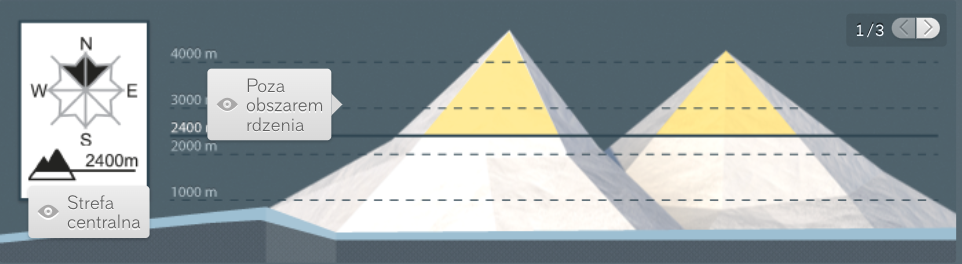 1/3
N
W
E
S
2400m
4000 m
3000
2400
2000 m
1000 m
Poza
obszarem
rdzenia
Strefa
centralna